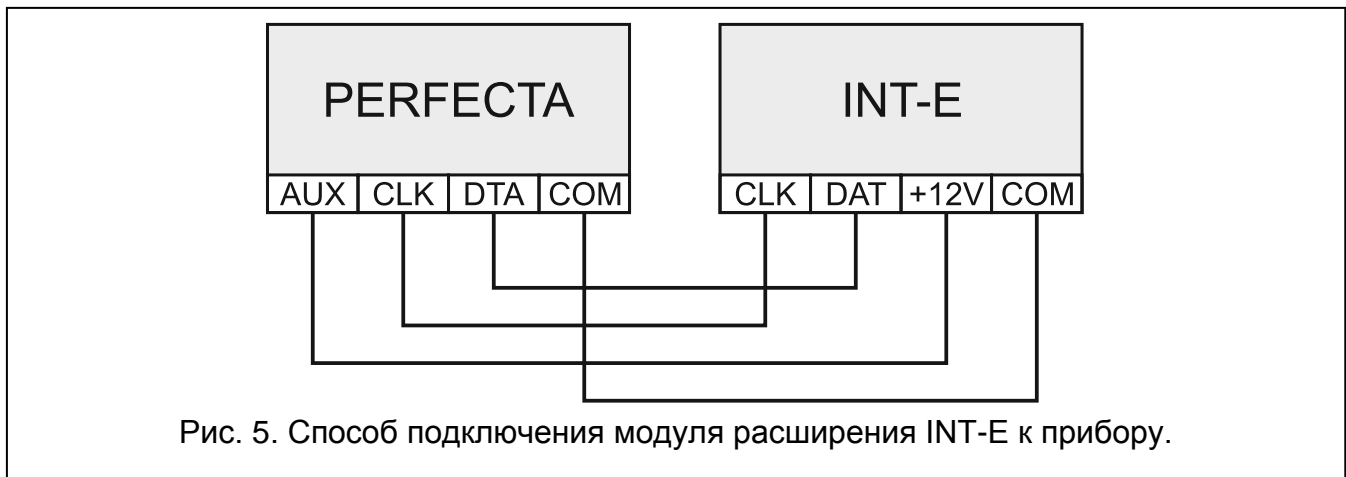 PERFECTA
INT-E
AUX CLK DTA COM
CLK DAT +12V COM
Рис. 5. Способ подключения модуля расширения INT-E к прибору.